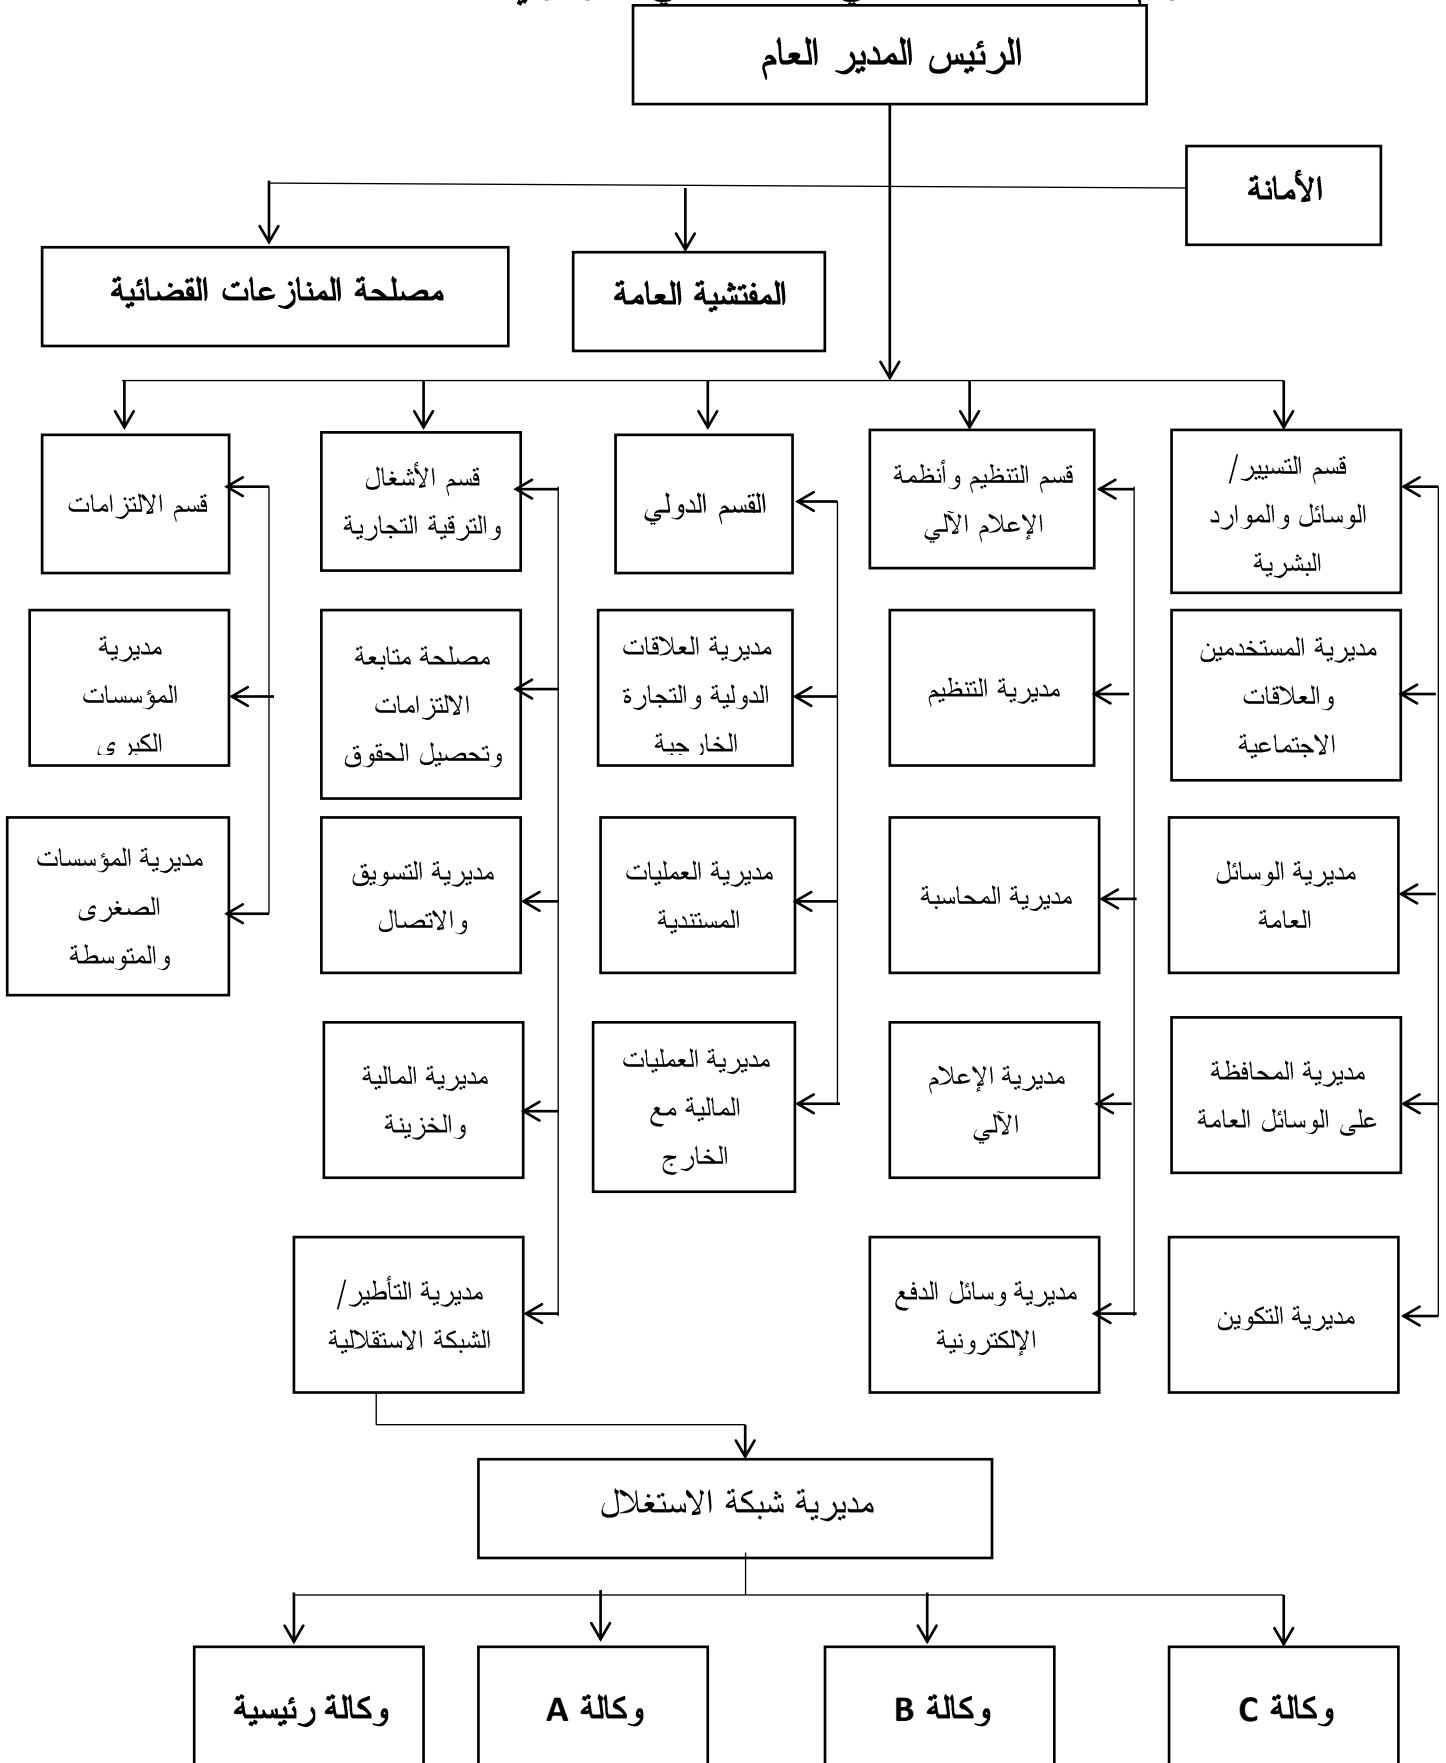 الرئيس المدير العام
الأمانة
المفتشية العامة
مصلحة المنازعات القضائية
قسم التسيير/
الوسائل والموارد
البشرية
قسم التنظيم وأنظمة
الإعلام الآلي
القسم الدولي
قسم الأشغال
والترقية التجارية
قسم الالتزامات
مديرية المستخدمين
والعلاقات
الاجتماعية
مديرية التنظيم
مديرية العلاقات
الدولية والتجارة
الخارجية
مصلحة متابعة
الالتزامات
وتحصيل الحقوق
مديرية
المؤسسات
الكبرى
مديرية الوسائل
العامة
مديرية المحاسبة
مديرية العمليات
المستندية
مديرية التسويق
والاتصال
مديرية المؤسسات
الصغرى
والمتوسطة
مديرية المحافظة
على الوسائل العامة
مديرية الإعلام
الآلي
مديرية العمليات
المالية مع
الخارج
مديرية المالية
والخزينة
مديرية التكوين
مديرية وسائل الدفع
الإلكترونية
مديرية التأطير/
الشبكة الاستقلالية
مديرية شبكة الاستغلال
وكالة C
وكالة B
وكالة A
وكالة رئيسية